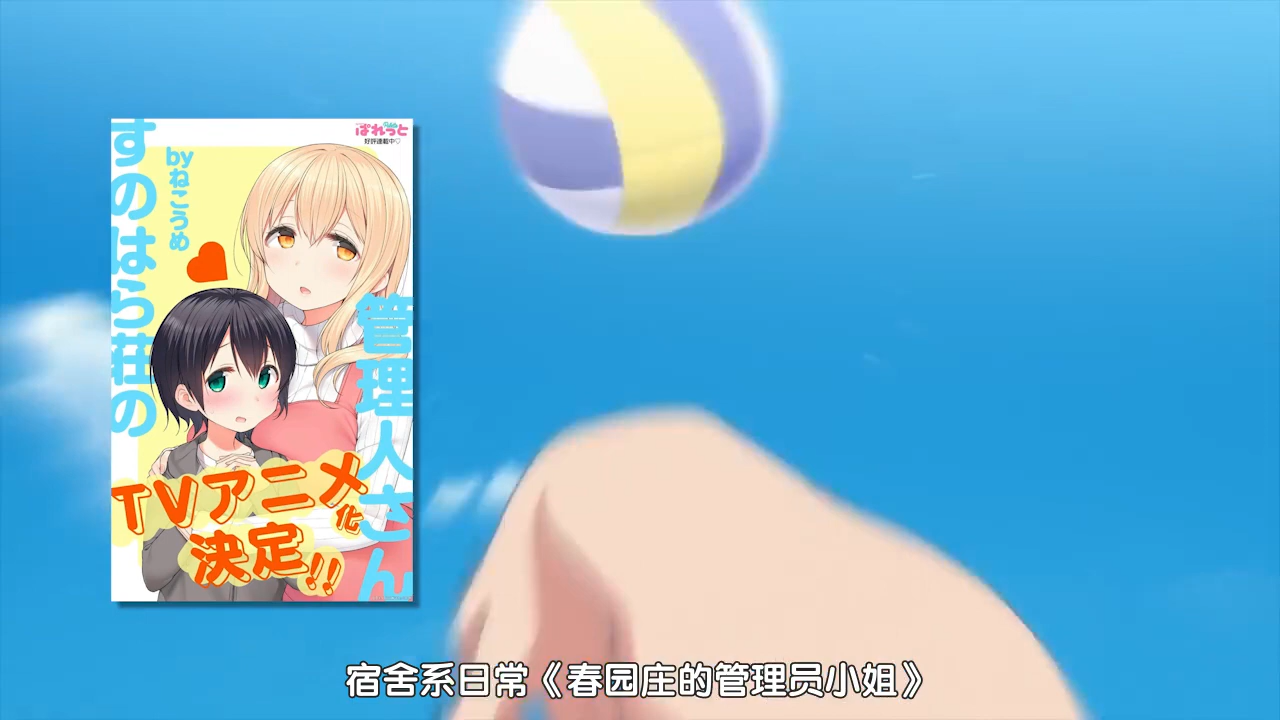 ぱれっと
好評連載中♡
すのはら荘の
管理人さん
byねこうめ
TVアニメ化
決定!!
宿舍系日常《春园庄的管理员小姐》